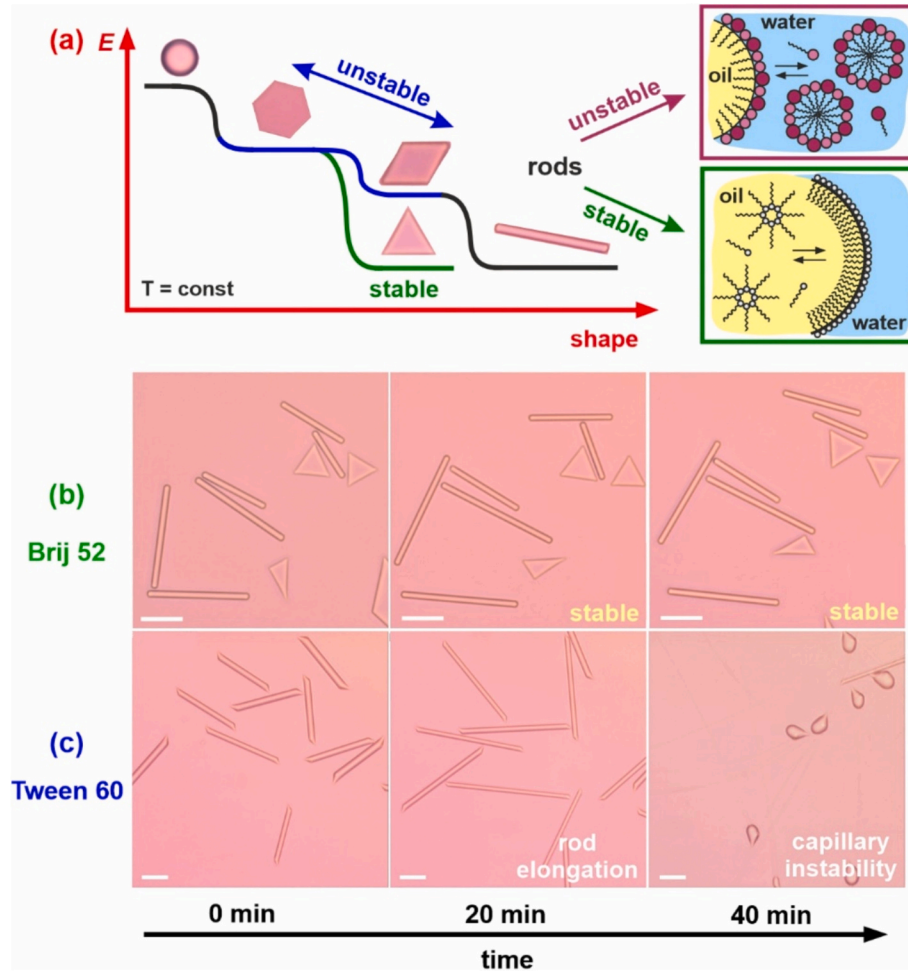 (a)
E
unstable
unstable
rods
stable
stable
T = const
shape
water
oil
oil
water
(b)
Brij 52
stable
stable
(c)
Tween 60
rod
elongation
capillary
instability
0 min
20 min
40 min
time